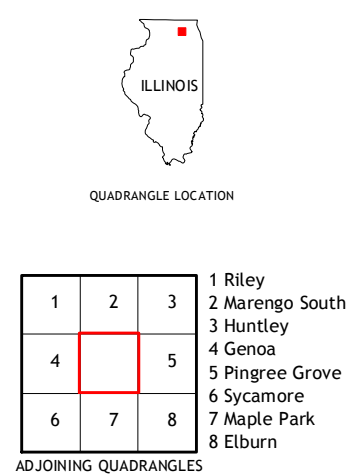 ILLINOIS
QUADRANGLE LOCATION
1 2 3
4 5
6 7 8
1 Riley
2 Marengo South
3 Huntley
4 Genoa
5 Pingree Grove
6 Sycamore
7 Maple Park
8 Elburn
ADJOINING QUADRANGLES